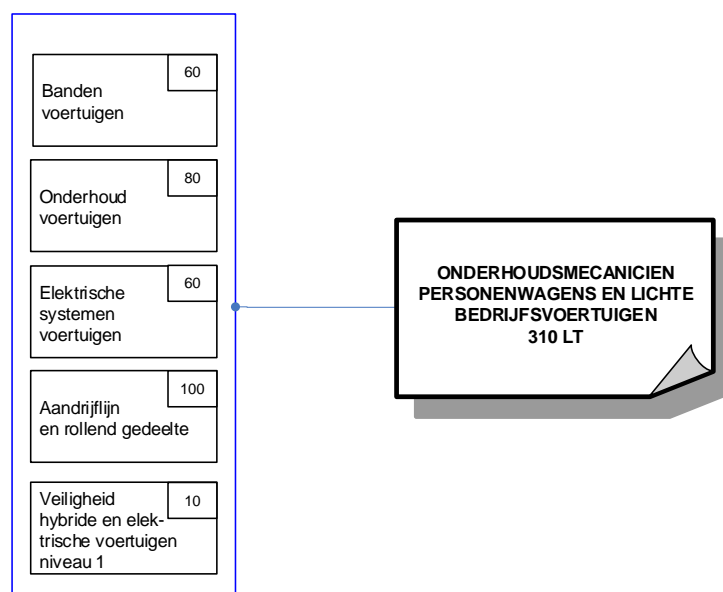 60
Banden
voertuigen
80
Onderhoud
voertuigen
60
Elektrische
systemen
voertuigen
100
Aandrijflijn
en rollend gedeelte
10
Veiligheid
hybride en elek-
trische voertuigen
niveau 1
ONDERHOUDSMECANICIEN
PERSONENWAGENS EN LICHTE
BEDRIJFSVOERTUIGEN
310 LT